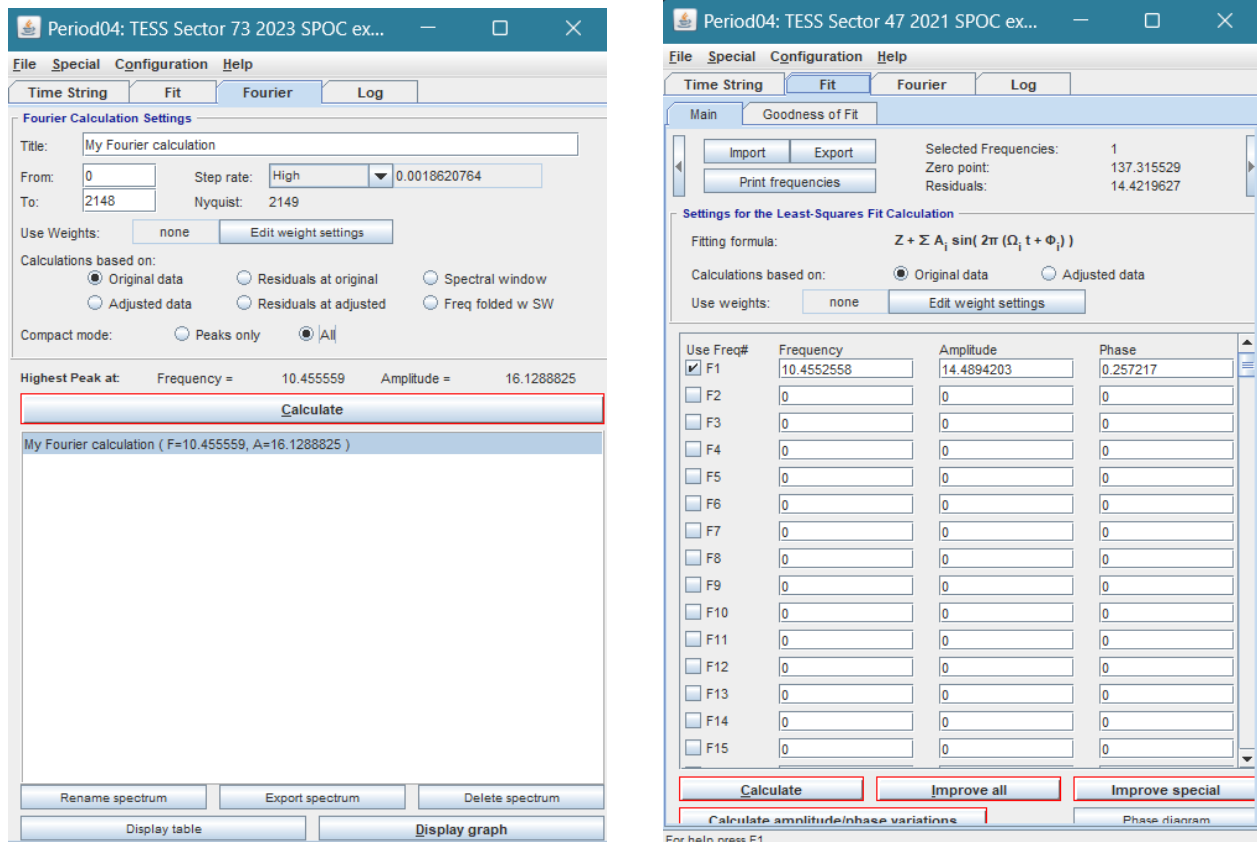 Period04: TESS Sector 73 2023 SPOC ex...
File Special Configuration Help
Time String Fit Fourier Log
Fourier Calculation Settings
Title: My Fourier calculation
From: 0 Step rate: High 0.0018620764
To: 2148 Nyquist: 2149
Use Weights: none Edit weight settings
Calculations based on:
Original data Residuals at original Spectral window
Adjusted data Residuals at adjusted Freq folded w SW
Compact mode: Peaks only All
Highest Peak at: Frequency = 10.455559 Amplitude = 16.1288825
Calculate
My Fourier calculation ( F=10.455559, A=16.1288825 )
Rename spectrum Export spectrum Delete spectrum
Display table Display graph
Period04: TESS Sector 47 2021 SPOC ex...
File Special Configuration Help
Time String Fit Fourier Log
Main Goodness of Fit
Import Export Selected Frequencies: 1
Zero point: 137.315529
Print frequencies Residuals: 14.4219627
Settings for the Least-Squares Fit Calculation
Fitting formula: Z + Σ Ai sin( 2π (Ωi t + Φi) )
Calculations based on: Original data Adjusted data
Use weights: none Edit weight settings
Use Freq# Frequency Amplitude Phase
F1 10.4552558 14.4894203 0.257217
F2 0 0 0
F3 0 0 0
F4 0 0 0
F5 0 0 0
F6 0 0 0
F7 0 0 0
F8 0 0 0
F9 0 0 0
F10 0 0 0
F11 0 0 0
F12 0 0 0
F13 0 0 0
F14 0 0 0
F15 0 0 0
Calculate Improve all Improve special
Calculate amplitude/phase variations Phase diagram
For help press F1